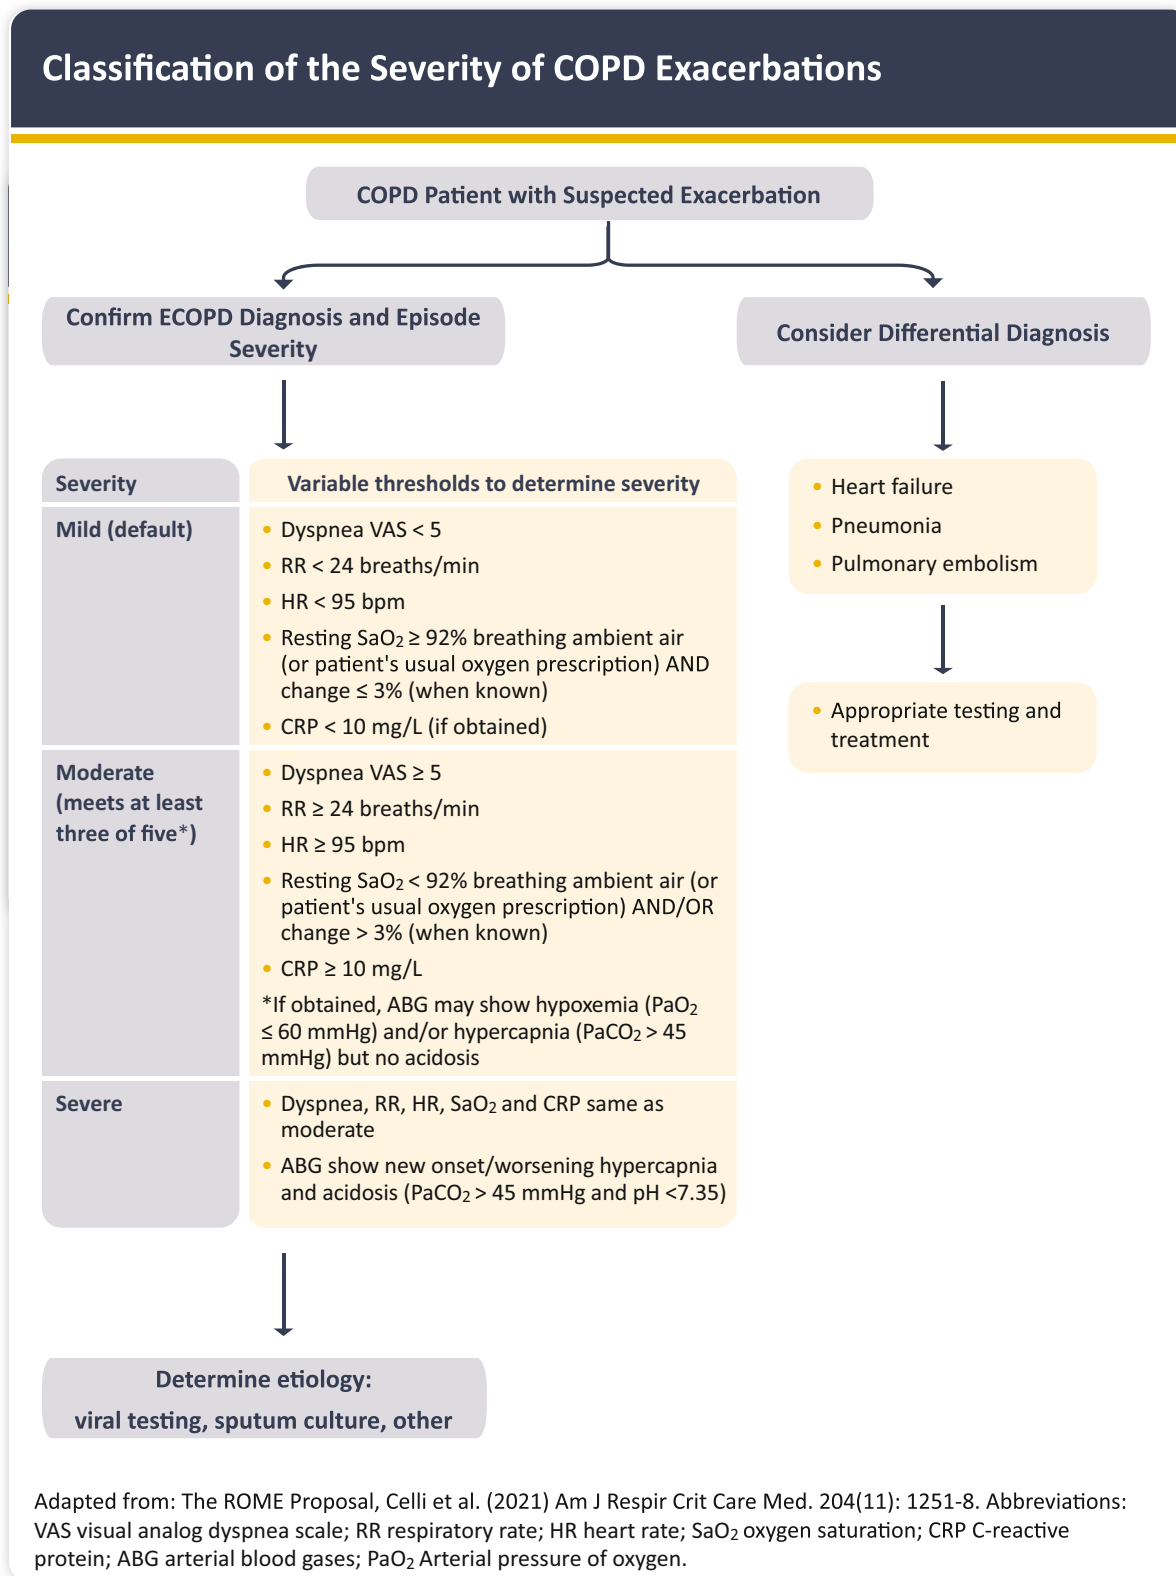 Classification of the Severity of COPD Exacerbations
COPD Patient with Suspected Exacerbation
Confirm ECOPD Diagnosis and Episode
Severity
Consider Differential Diagnosis
Severity
Variable thresholds to determine severity
Mild (default)
• Dyspnea VAS < 5
• RR < 24 breaths/min
• HR < 95 bpm
• Resting SaO₂ ≥ 92% breathing ambient air
(or patient's usual oxygen prescription) AND
change ≤ 3% (when known)
• CRP < 10 mg/L (if obtained)
Moderate
(meets at least
three of five*)
• Dyspnea VAS ≥ 5
• RR ≥ 24 breaths/min
• HR ≥ 95 bpm
• Resting SaO₂ < 92% breathing ambient air (or
patient's usual oxygen prescription) AND/OR
change > 3% (when known)
• CRP ≥ 10 mg/L
*If obtained, ABG may show hypoxemia (PaO₂
≤ 60 mmHg) and/or hypercapnia (PaCO₂ > 45
mmHg) but no acidosis
Severe
• Dyspnea, RR, HR, SaO₂ and CRP same as
moderate
• ABG show new onset/worsening hypercapnia
and acidosis (PaCO₂ > 45 mmHg and pH <7.35)
• Heart failure
• Pneumonia
• Pulmonary embolism
• Appropriate testing and
treatment
Determine etiology:
viral testing, sputum culture, other
Adapted from: The ROME Proposal, Celli et al. (2021) Am J Respir Crit Care Med. 204(11): 1251-8. Abbreviations:
VAS visual analog dyspnea scale; RR respiratory rate; HR heart rate; SaO₂ oxygen saturation; CRP C-reactive
protein; ABG arterial blood gases; PaO₂ Arterial pressure of oxygen.